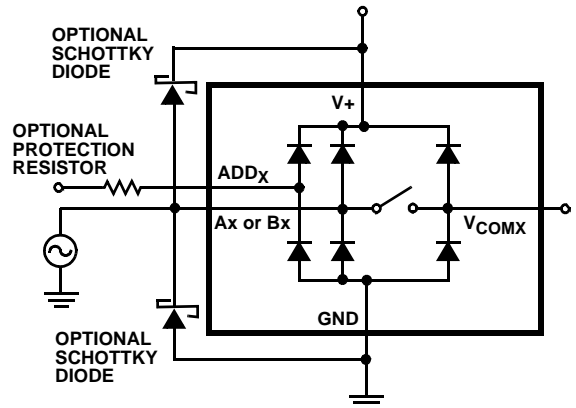 OPTIONAL
SCHOTTKY
DIODE
V+
OPTIONAL
PROTECTION
RESISTOR
ADDX
Ax or Bx
VCOMX
GND
OPTIONAL
SCHOTTKY
DIODE